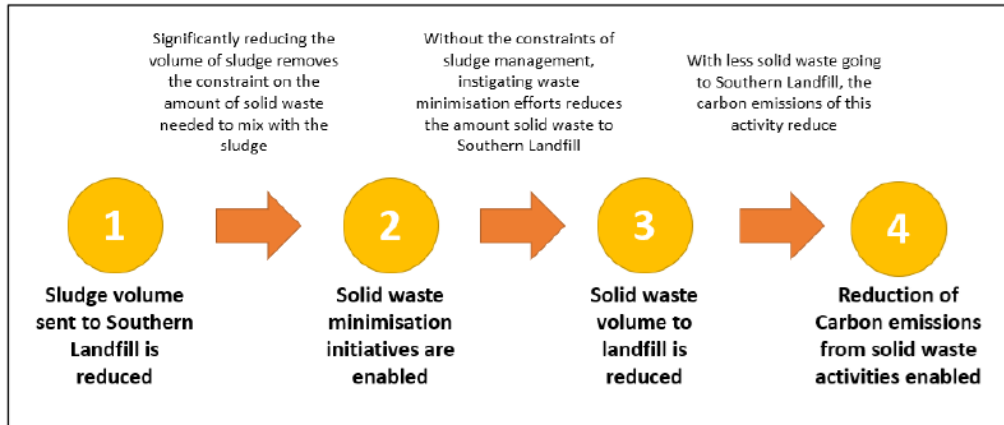 Significantly reducing the
volume of sludge removes
the constraint on the
amount of solid waste
needed to mix with the
sludge
Without the constraints of
sludge management,
instigating waste
minimisation efforts reduces
the amount solid waste to
Southern Landfill
With less solid waste going
to Southern Landfill, the
carbon emissions of this
activity reduce
1
2
3
4
Sludge volume
sent to Southern
Landfill is
reduced
Solid waste
minimisation
initiatives are
enabled
Solid waste
volume to
landfill is
reduced
Reduction of
Carbon emissions
from solid waste
activities enabled